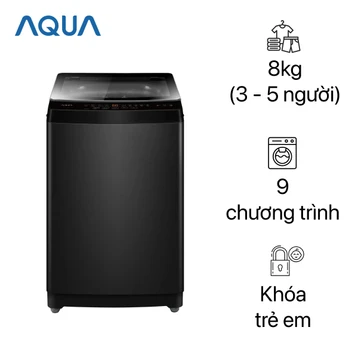 AQUA
8kg
(3 - 5 người)
9
chương trình
Khóa
trẻ em